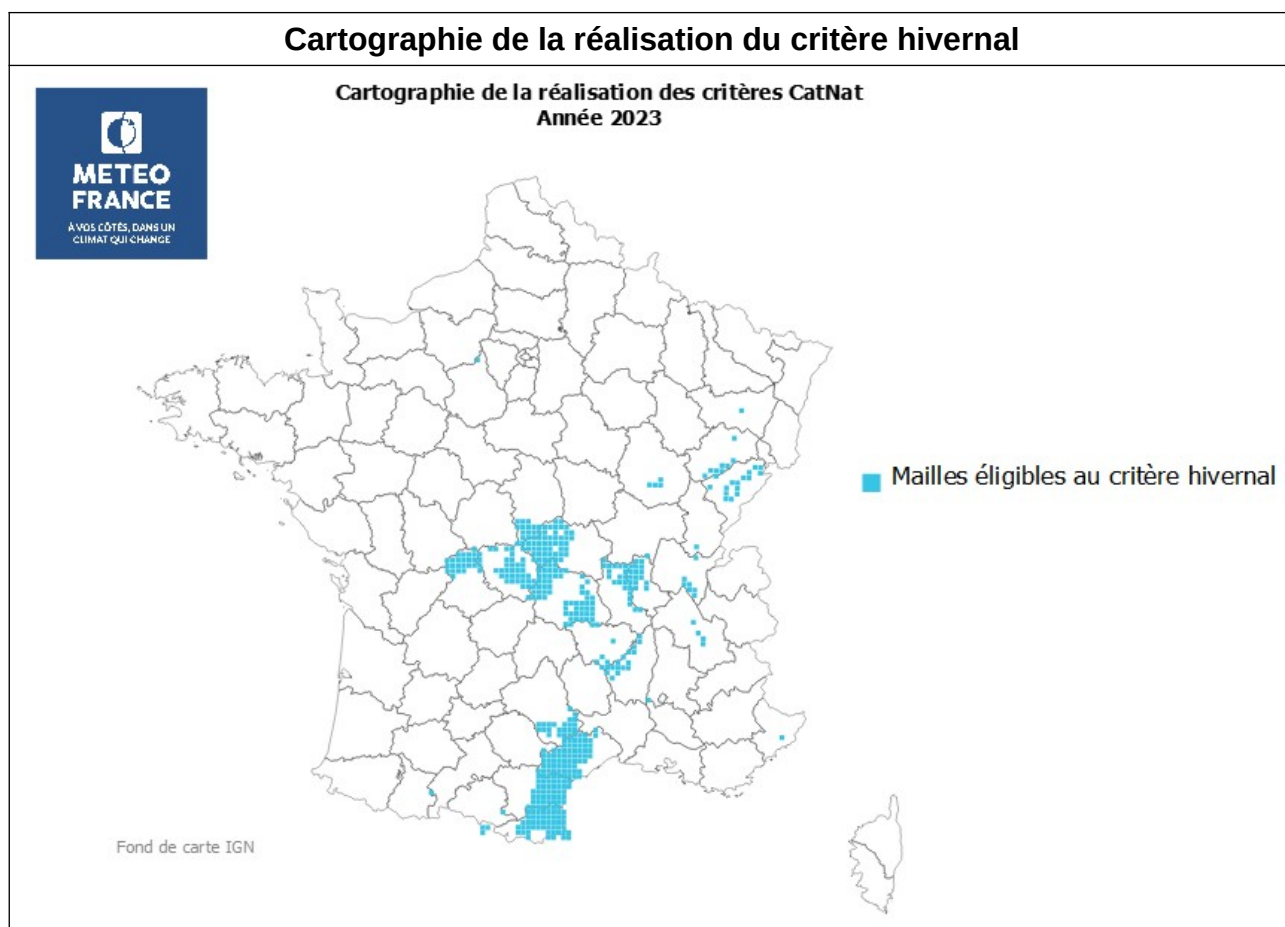 Cartographie de la réalisation du critère hivernal
Cartographie de la réalisation des critères CatNat
Année 2023
METEO
FRANCE
À VOS CÔTÉS, DANS UN
CLIMAT QUI CHANGE
Mailles éligibles au critère hivernal
Fond de carte IGN